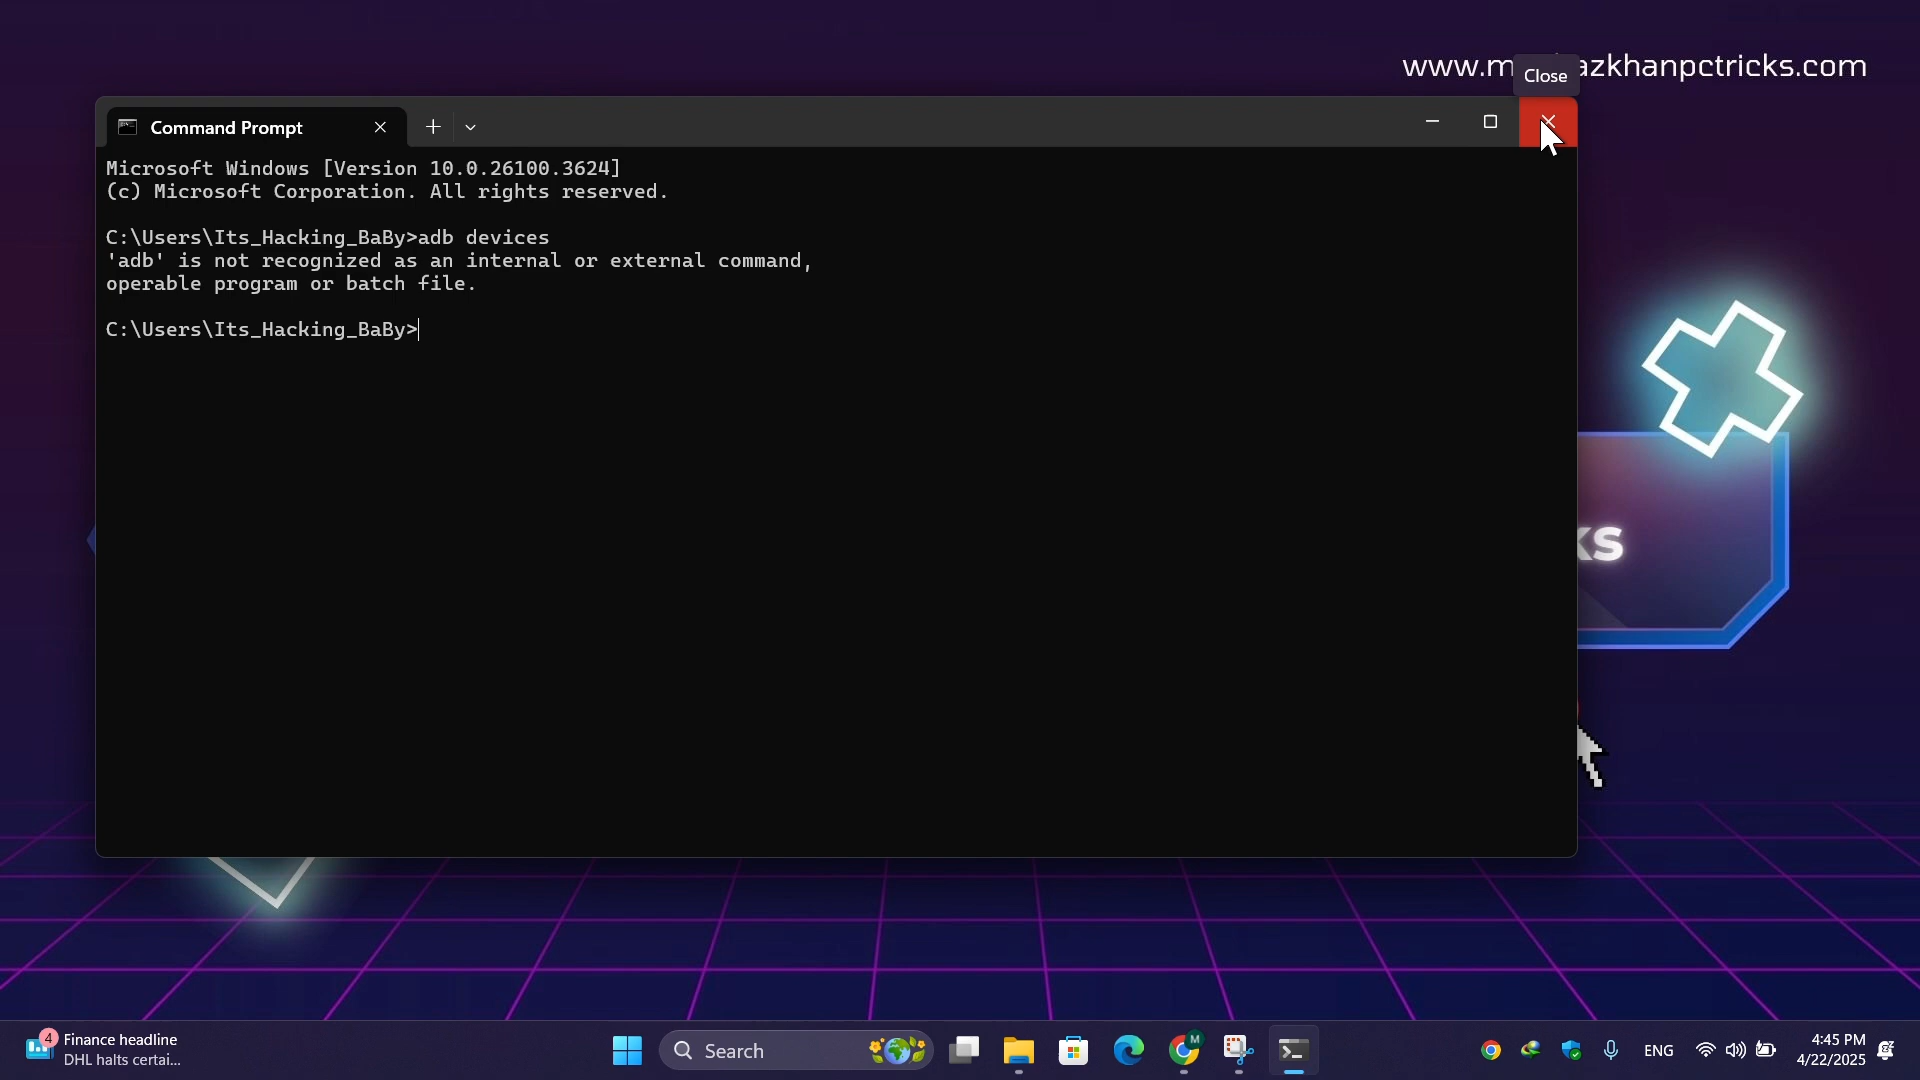 www.m azkhanpctricks.com
Close
Command Prompt
Microsoft Windows [Version 10.0.26100.3624]
(c) Microsoft Corporation. All rights reserved.
C:\Users\Its_Hacking_BaBy>adb devices
'adb' is not recognized as an internal or external command,
operable program or batch file.
C:\Users\Its_Hacking_BaBy>
ks
4
Finance headline
DHL halts certai...
Search
M
ENG
4:45 PM
4/22/2025